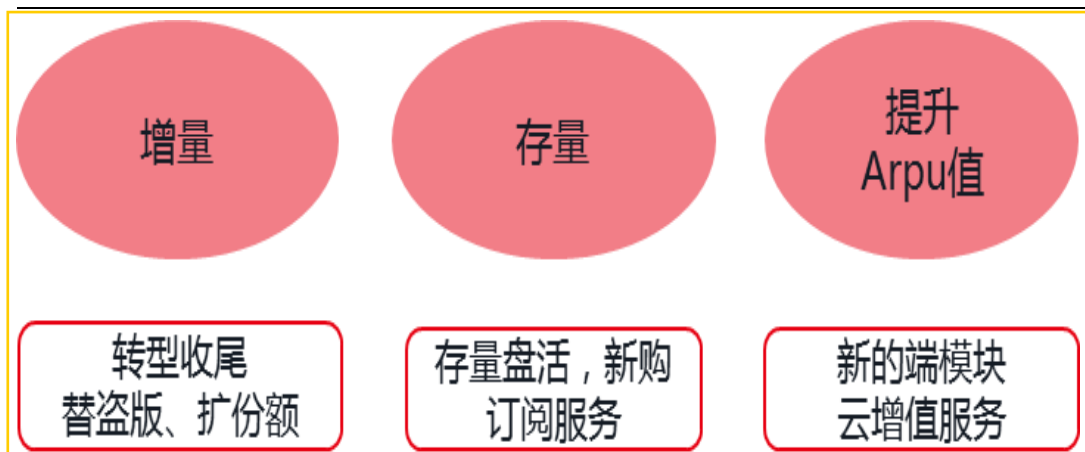 增量
存量
提升
Arpu值
转型收尾
替盗版、扩份额
存量盘活，新购
订阅服务
新的端模块
云增值服务